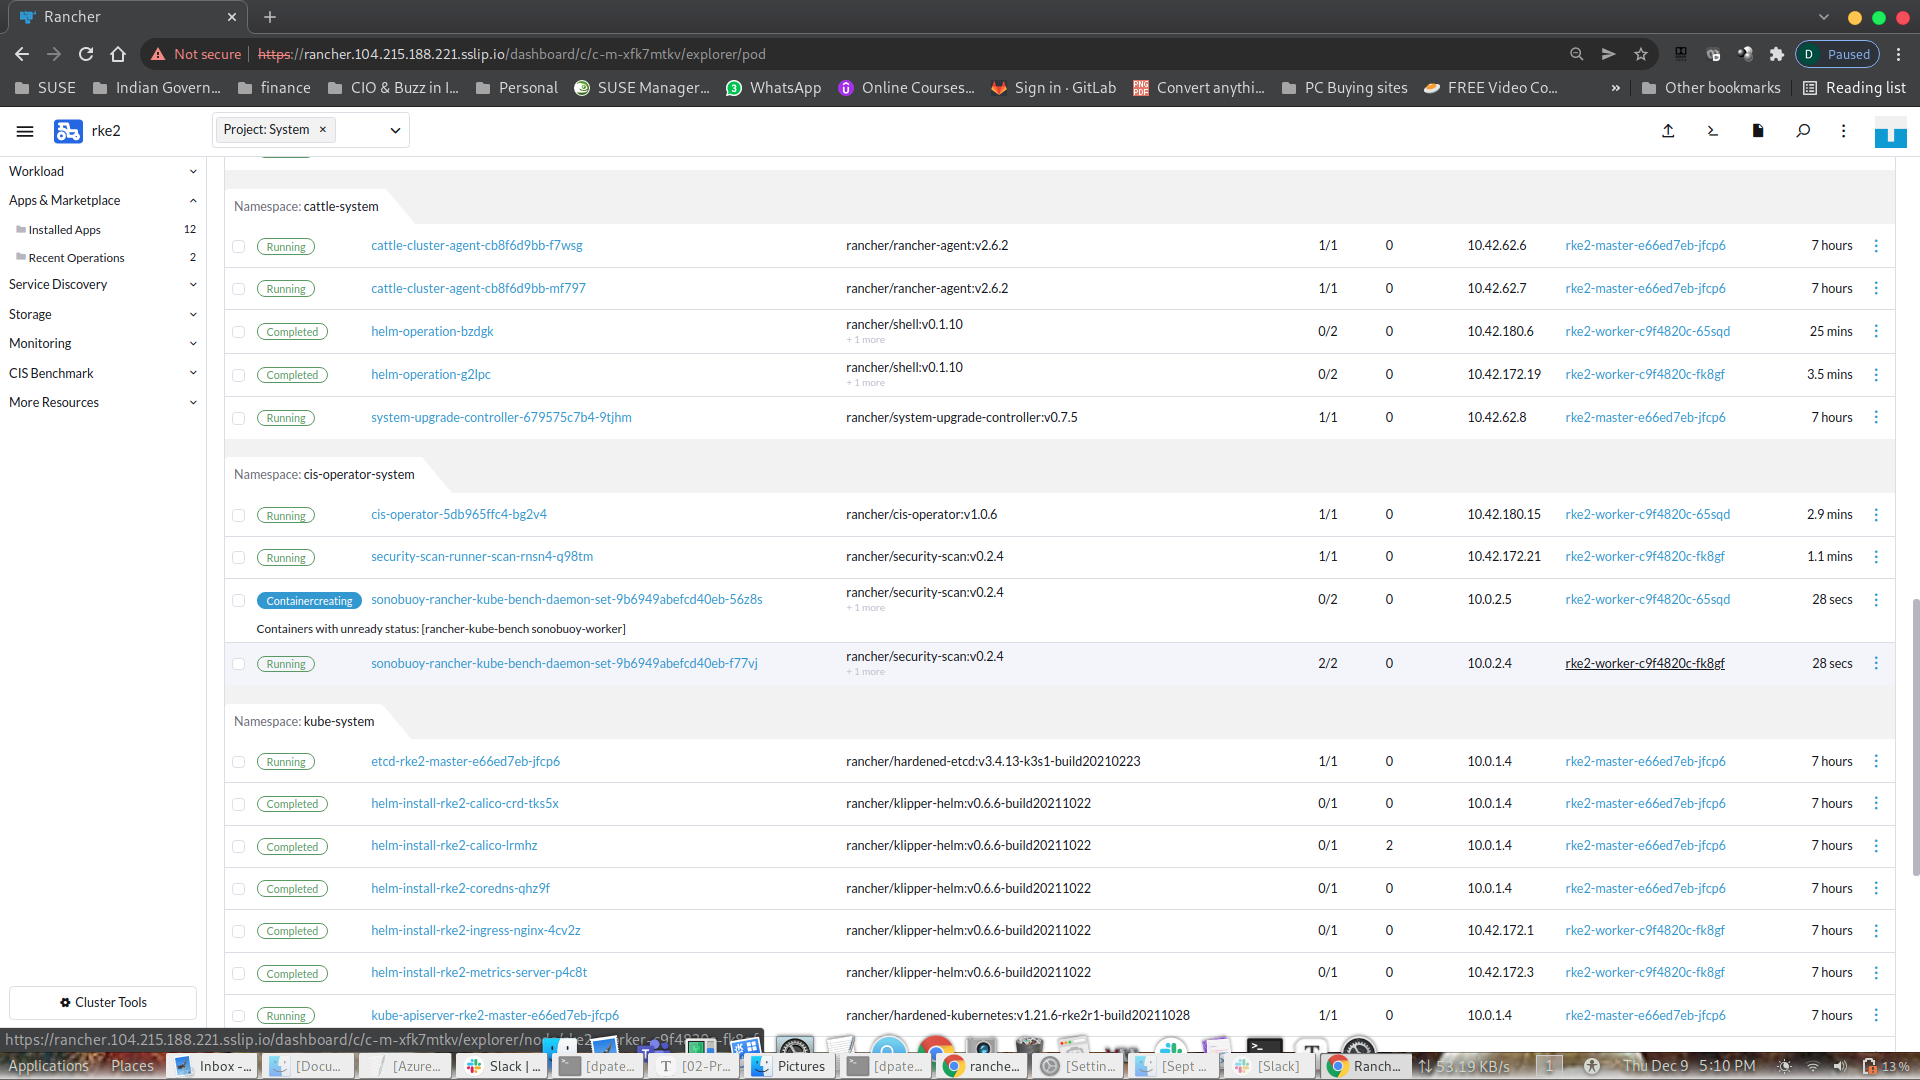 Rancher
Not secure https://rancher.104.215.188.221.sslip.io/dashboard/c/c-m-xfk7mtkv/explorer/pod
D Paused
SUSE Indian Govern... finance CIO & Buzz in I... Personal SUSE Manager... WhatsApp Online Courses... Sign in · GitLab Convert anythi... PC Buying sites FREE Video Co... » Other bookmarks Reading list
rke2 Project: System ×
Workload
Apps & Marketplace
Installed Apps 12
Recent Operations 2
Service Discovery
Storage
Monitoring
CIS Benchmark
More Resources
Cluster Tools
Namespace: cattle-system
Running cattle-cluster-agent-cb8f6d9bb-f7wsg rancher/rancher-agent:v2.6.2 1/1 0 10.42.62.6 rke2-master-e66ed7eb-jfcp6 7 hours
Running cattle-cluster-agent-cb8f6d9bb-mf797 rancher/rancher-agent:v2.6.2 1/1 0 10.42.62.7 rke2-master-e66ed7eb-jfcp6 7 hours
Completed helm-operation-bzdgk rancher/shell:v0.1.10 0/2 0 10.42.180.6 rke2-worker-c9f4820c-65sqd 25 mins
+ 1 more
Completed helm-operation-g2lpc rancher/shell:v0.1.10 0/2 0 10.42.172.19 rke2-worker-c9f4820c-fk8gf 3.5 mins
+ 1 more
Running system-upgrade-controller-679575c7b4-9tjhm rancher/system-upgrade-controller:v0.7.5 1/1 0 10.42.62.8 rke2-master-e66ed7eb-jfcp6 7 hours
Namespace: cis-operator-system
Running cis-operator-5db965ffc4-bg2v4 rancher/cis-operator:v1.0.6 1/1 0 10.42.180.15 rke2-worker-c9f4820c-65sqd 2.9 mins
Running security-scan-runner-scan-rnsn4-q98tm rancher/security-scan:v0.2.4 1/1 0 10.42.172.21 rke2-worker-c9f4820c-fk8gf 1.1 mins
Containercreating sonobuoy-rancher-kube-bench-daemon-set-9b6949abefcd40eb-56z8s rancher/security-scan:v0.2.4 0/2 0 10.0.2.5 rke2-worker-c9f4820c-65sqd 28 secs
+ 1 more
Containers with unready status: [rancher-kube-bench sonobuoy-worker]
Running sonobuoy-rancher-kube-bench-daemon-set-9b6949abefcd40eb-f77vj rancher/security-scan:v0.2.4 2/2 0 10.0.2.4 rke2-worker-c9f4820c-fk8gf 28 secs
+ 1 more
Namespace: kube-system
Running etcd-rke2-master-e66ed7eb-jfcp6 rancher/hardened-etcd:v3.4.13-k3s1-build20210223 1/1 0 10.0.1.4 rke2-master-e66ed7eb-jfcp6 7 hours
Completed helm-install-rke2-calico-crd-tks5x rancher/klipper-helm:v0.6.6-build20211022 0/1 0 10.0.1.4 rke2-master-e66ed7eb-jfcp6 7 hours
Completed helm-install-rke2-calico-lrmhz rancher/klipper-helm:v0.6.6-build20211022 0/1 2 10.0.1.4 rke2-master-e66ed7eb-jfcp6 7 hours
Completed helm-install-rke2-coredns-qhz9f rancher/klipper-helm:v0.6.6-build20211022 0/1 0 10.0.1.4 rke2-master-e66ed7eb-jfcp6 7 hours
Completed helm-install-rke2-ingress-nginx-4cv2z rancher/klipper-helm:v0.6.6-build20211022 0/1 0 10.42.172.1 rke2-worker-c9f4820c-fk8gf 7 hours
Completed helm-install-rke2-metrics-server-p4c8t rancher/klipper-helm:v0.6.6-build20211022 0/1 0 10.42.172.3 rke2-worker-c9f4820c-fk8gf 7 hours
Running kube-apiserver-rke2-master-e66ed7eb-jfcp6 rancher/hardened-kubernetes:v1.21.6-rke2r1-build20211028 1/1 0 10.0.1.4 rke2-master-e66ed7eb-jfcp6 7 hours
https://rancher.104.215.188.221.sslip.io/dashboard/c/c-m-xfk7mtkv/explorer/
Applications Places Inbox -... [Docu... [Azure... Slack | ... [dpate... [02-Pr... Pictures [dpate... ranche... [Settin... [Sept ... [Slack] Ranch... 53.19 KB/s 1 Thu Dec 9 5:10 PM 13 %